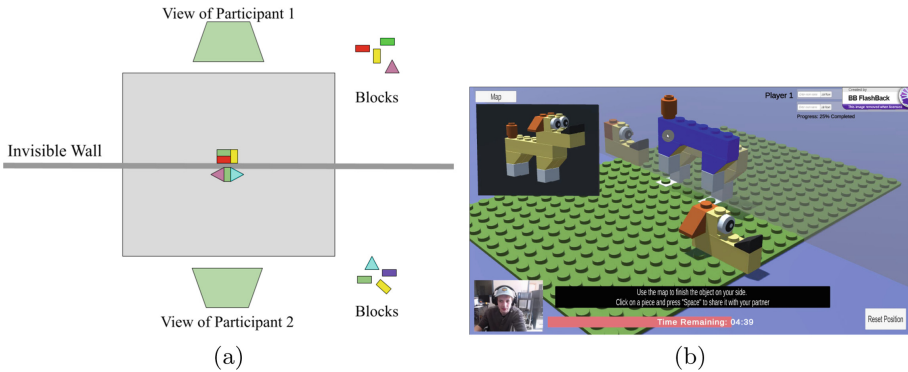 View of Participant 1
Blocks
Invisible Wall
View of Participant 2
Blocks
(a)
Map
Player 1
Created by
BB FlashBack
Progress: 25% Completed
Use the map to finish the object on your side.
Click on a piece and press "Space" to share it with your partner
Time Remaining: 04:39
Reset Position
(b)